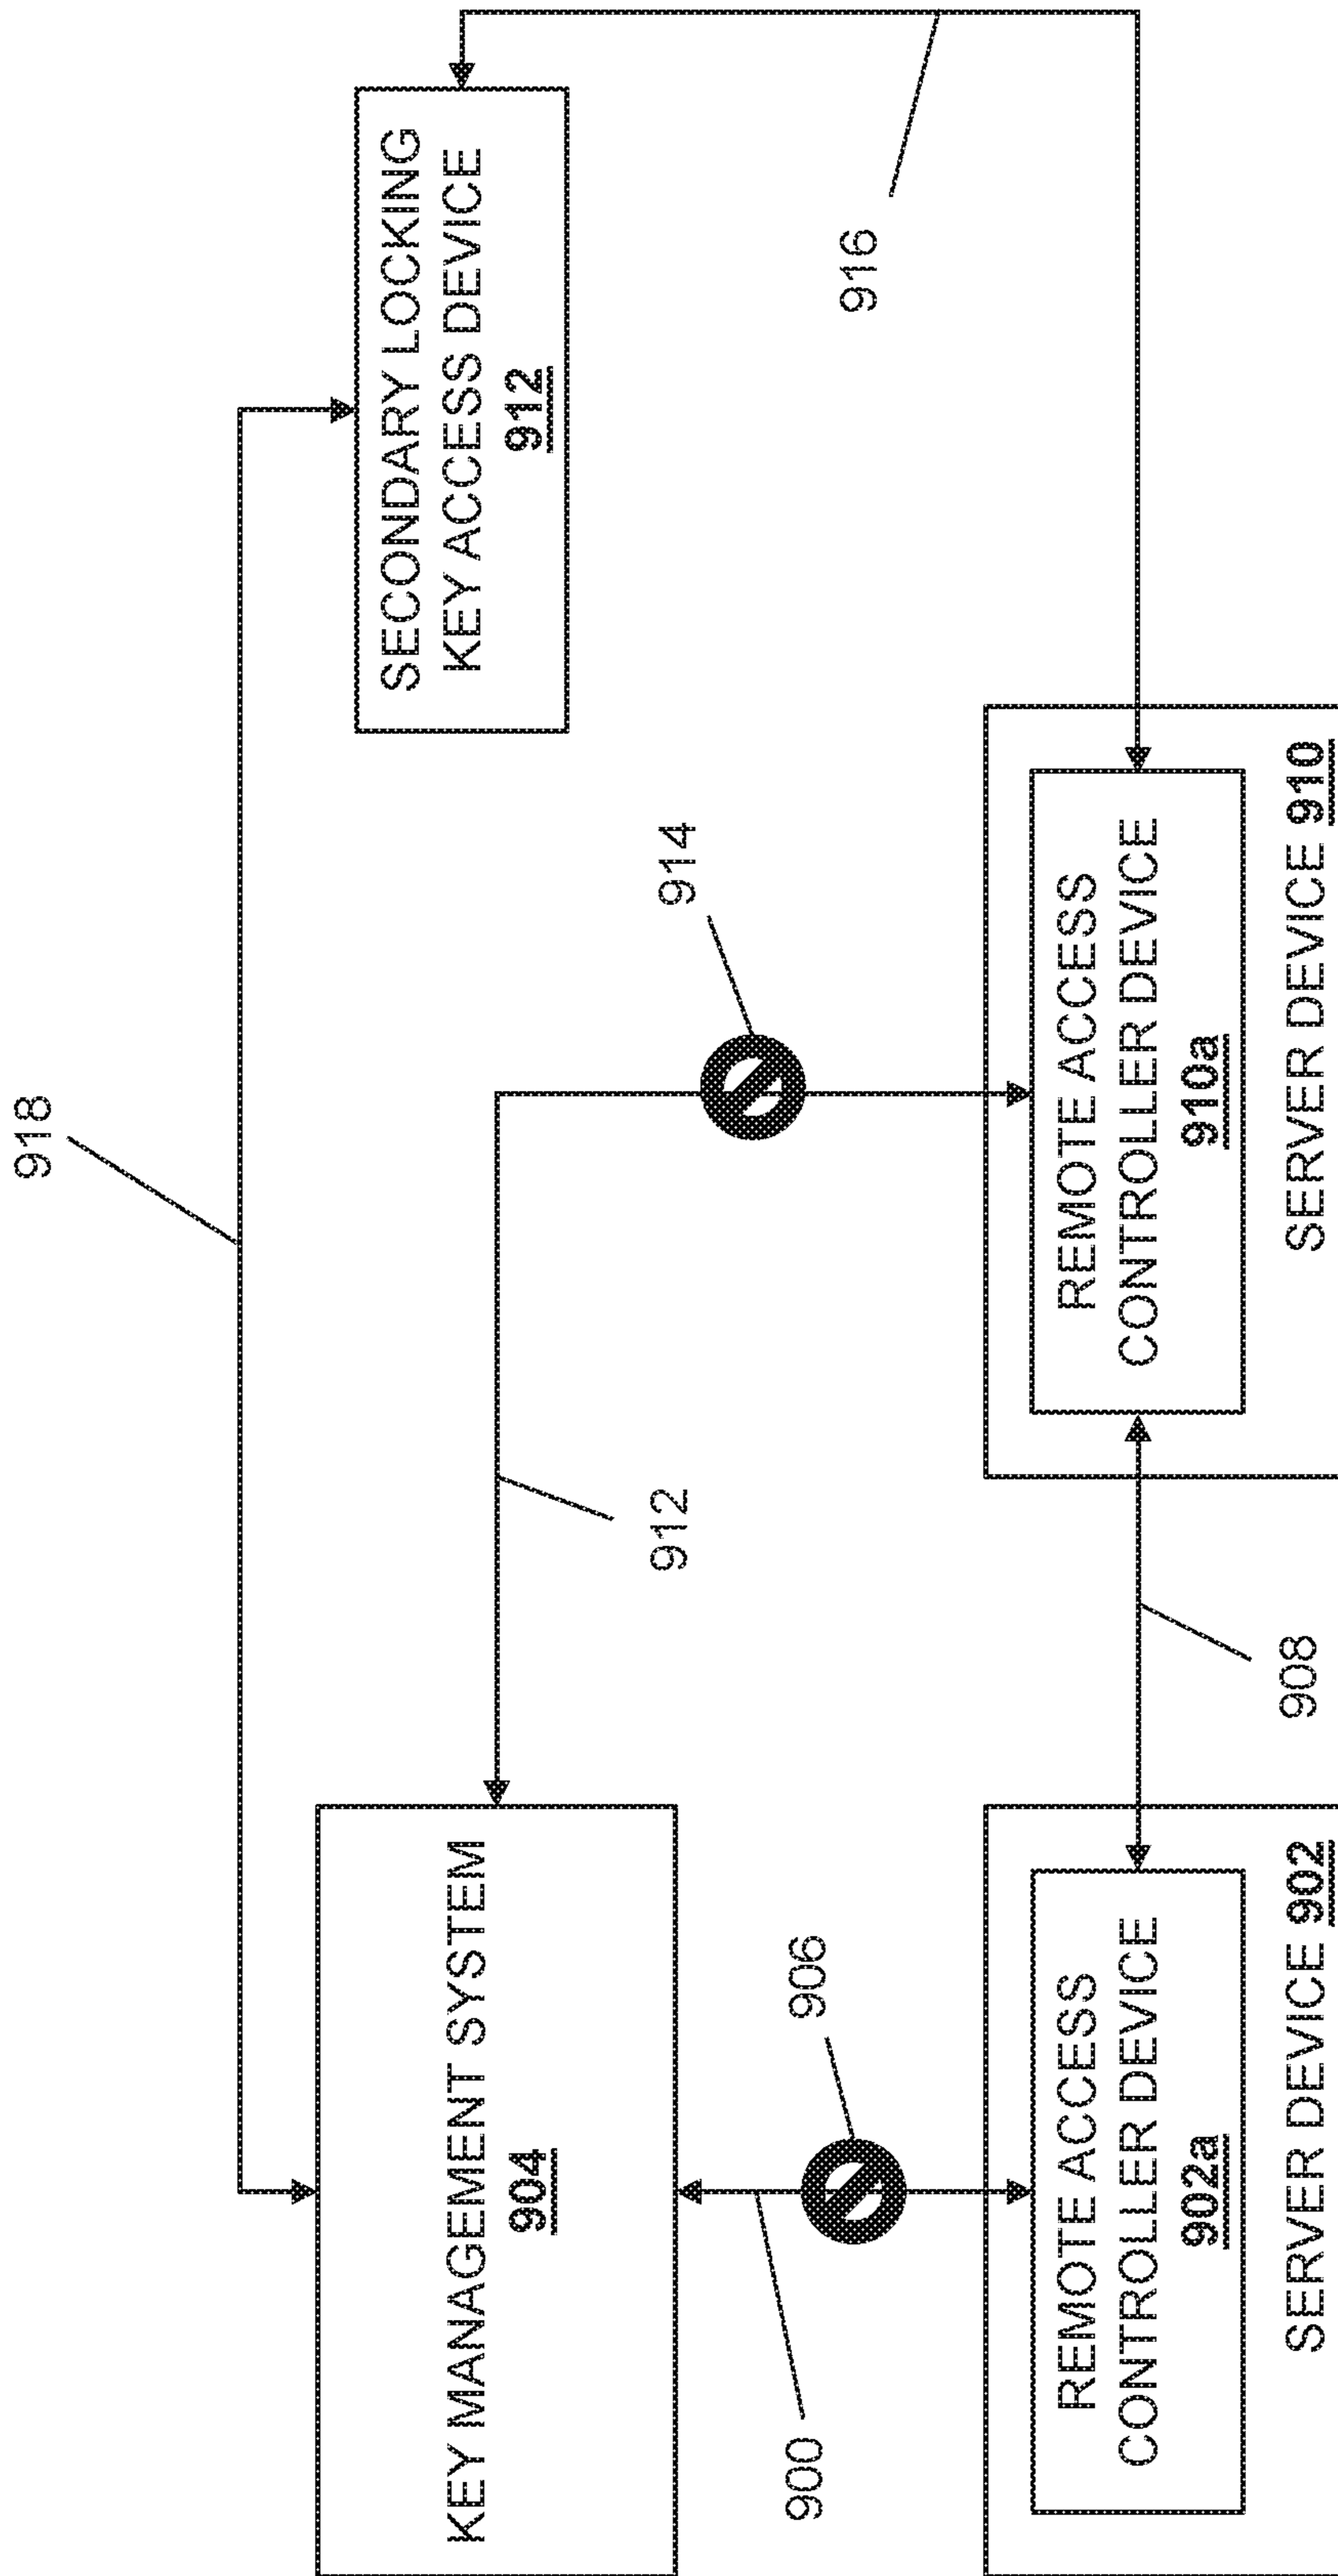 918
SECONDARY LOCKING
KEY ACCESS DEVICE
912
KEY MANAGEMENT SYSTEM
904
912
914
916
900
906
REMOTE ACCESS
CONTROLLER DEVICE
902a
SERVER DEVICE 902
908
REMOTE ACCESS
CONTROLLER DEVICE
910a
SERVER DEVICE 910